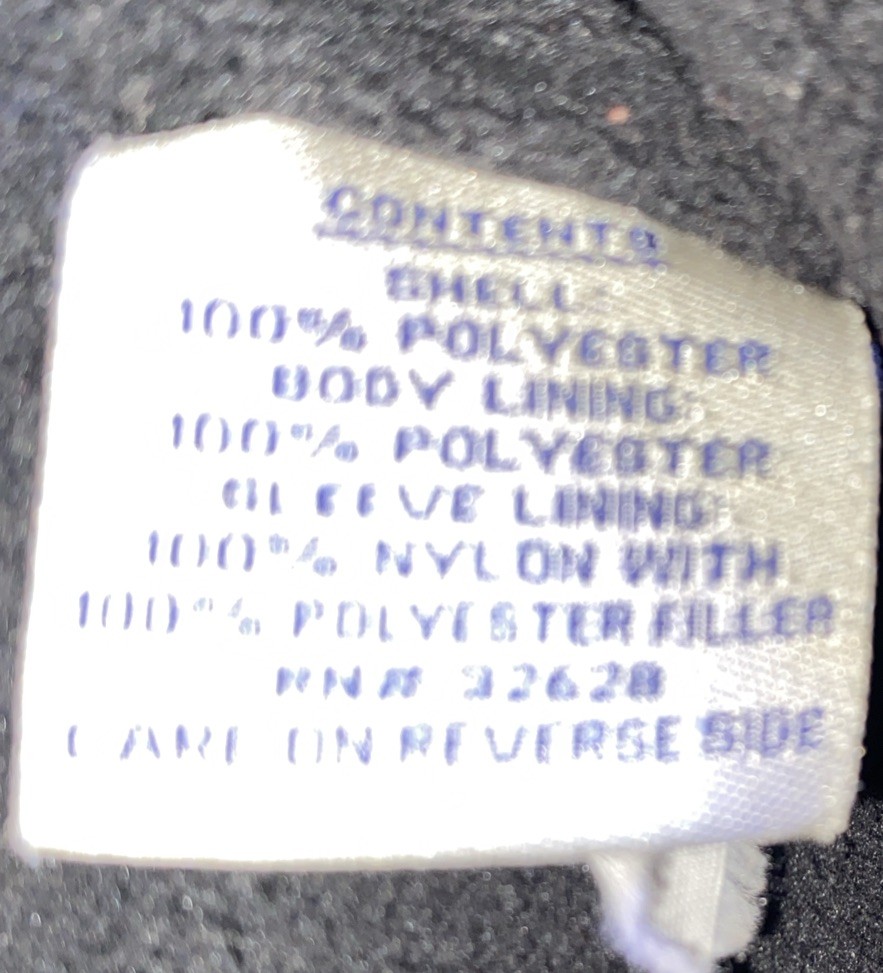 CONTENTS
SHELL:
100% POLYESTER
BODY LINING:
100% POLYESTER
SLEEVE LINING:
100% NYLON WITH
100% POLYESTER FILLER
RN#
CARE ON REVERSE SIDE